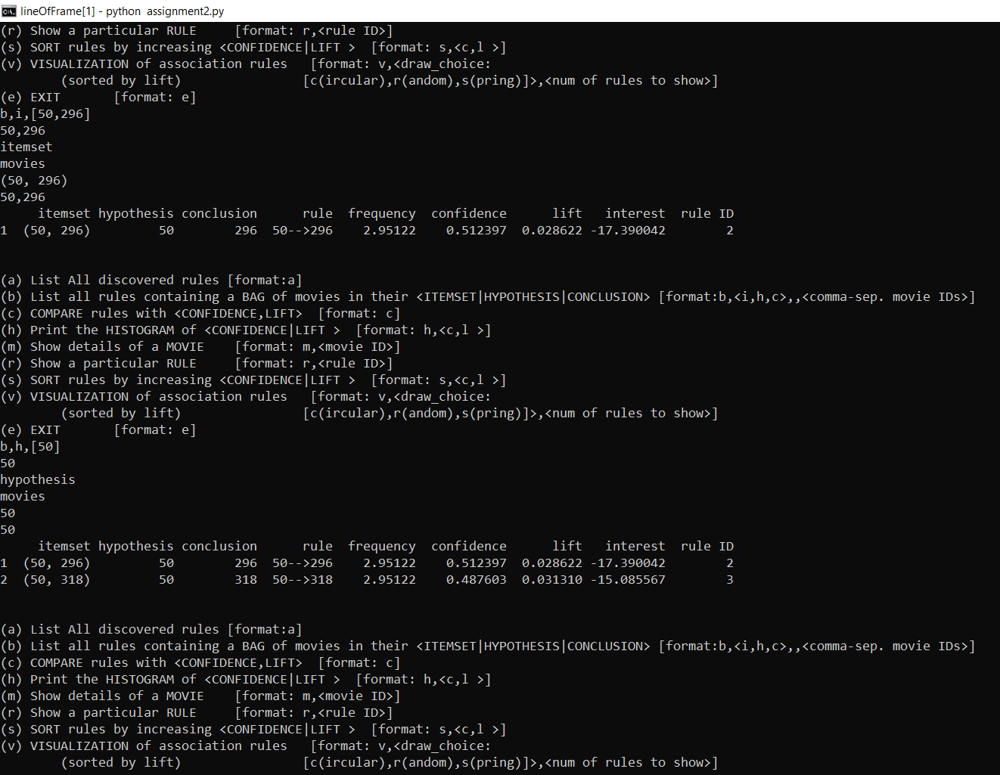 lineOfFrame[1] - python  assignment2.py
(r) Show a particular RULE     [format: r,<rule ID>]
(s) SORT rules by increasing <CONFIDENCE|LIFT >  [format: s,<c,l >]
(v) VISUALIZATION of association rules   [format: v,<draw_choice:
        (sorted by lift)                [c(ircular),r(andom),s(pring)]>,<num of rules to show>]
(e) EXIT       [format: e]
b,i,[50,296]
50,296
itemset
movies
(50, 296)
50,296
     itemset hypothesis conclusion      rule  frequency  confidence      lift   interest  rule ID
1  (50, 296)         50        296  50-->296    2.95122    0.512397  0.028622 -17.390042        2
(a) List All discovered rules [format:a]
(b) List all rules containing a BAG of movies in their <ITEMSET|HYPOTHESIS|CONCLUSION> [format:b,<i,h,c>,,<comma-sep. movie IDs>]
(c) COMPARE rules with <CONFIDENCE,LIFT>  [format: c]
(h) Print the HISTOGRAM of <CONFIDENCE|LIFT >  [format: h,<c,l >]
(m) Show details of a MOVIE    [format: m,<movie ID>]
(r) Show a particular RULE     [format: r,<rule ID>]
(s) SORT rules by increasing <CONFIDENCE|LIFT >  [format: s,<c,l >]
(v) VISUALIZATION of association rules   [format: v,<draw_choice:
        (sorted by lift)                [c(ircular),r(andom),s(pring)]>,<num of rules to show>]
(e) EXIT       [format: e]
b,h,[50]
50
hypothesis
movies
50
50
     itemset hypothesis conclusion      rule  frequency  confidence      lift   interest  rule ID
1  (50, 296)         50        296  50-->296    2.95122    0.512397  0.028622 -17.390042        2
2  (50, 318)         50        318  50-->318    2.95122    0.487603  0.031310 -15.085567        3
(a) List All discovered rules [format:a]
(b) List all rules containing a BAG of movies in their <ITEMSET|HYPOTHESIS|CONCLUSION> [format:b,<i,h,c>,,<comma-sep. movie IDs>]
(c) COMPARE rules with <CONFIDENCE,LIFT>  [format: c]
(h) Print the HISTOGRAM of <CONFIDENCE|LIFT >  [format: h,<c,l >]
(m) Show details of a MOVIE    [format: m,<movie ID>]
(r) Show a particular RULE     [format: r,<rule ID>]
(s) SORT rules by increasing <CONFIDENCE|LIFT >  [format: s,<c,l >]
(v) VISUALIZATION of association rules   [format: v,<draw_choice:
        (sorted by lift)                [c(ircular),r(andom),s(pring)]>,<num of rules to show>]